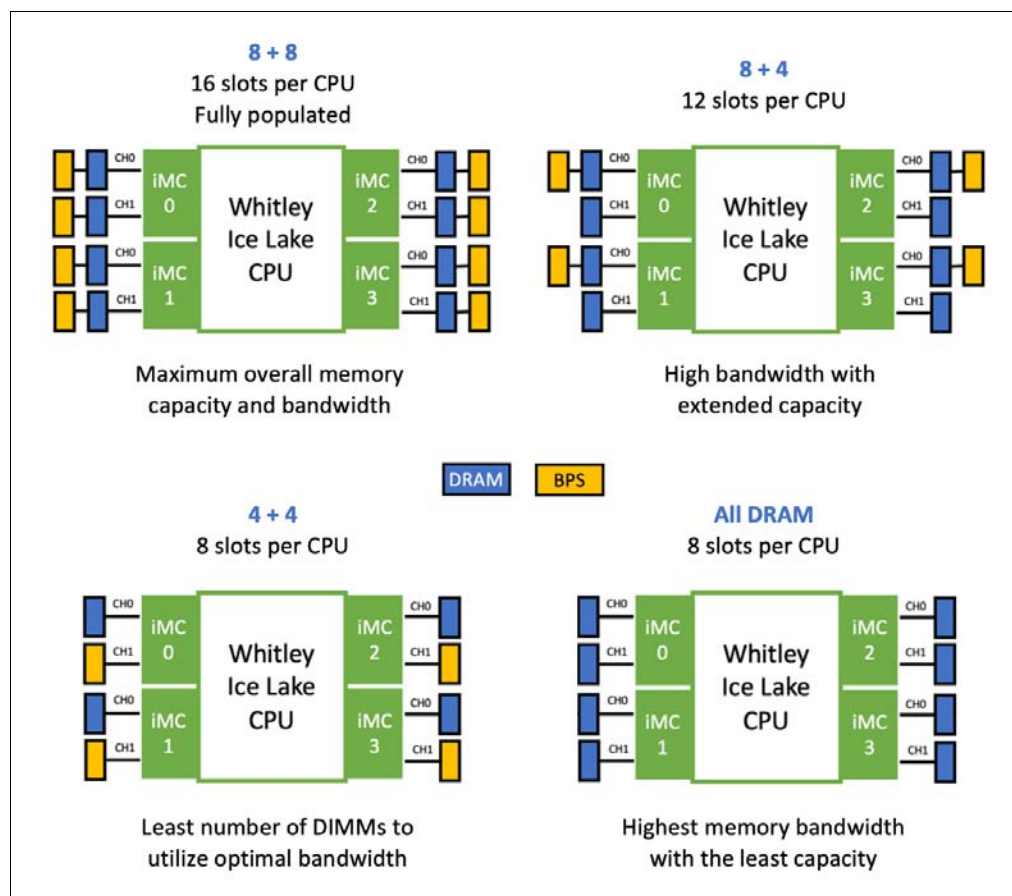 8 + 8
16 slots per CPU
Fully populated
CH0
CH1
CH0
CH1
iMC
0
iMC
1
Whitley
Ice Lake
CPU
iMC
2
iMC
3
CH0
CH1
CH0
CH1
Maximum overall memory
capacity and bandwidth
8 + 4
12 slots per CPU
CH0
CH1
CH0
CH1
iMC
0
iMC
1
Whitley
Ice Lake
CPU
iMC
2
iMC
3
CH0
CH1
CH0
CH1
High bandwidth with
extended capacity
DRAM
BPS
4 + 4
8 slots per CPU
CH0
CH1
CH0
CH1
iMC
0
iMC
1
Whitley
Ice Lake
CPU
iMC
2
iMC
3
CH0
CH1
CH0
CH1
Least number of DIMMs to
utilize optimal bandwidth
All DRAM
8 slots per CPU
CH0
CH1
CH0
CH1
iMC
0
iMC
1
Whitley
Ice Lake
CPU
iMC
2
iMC
3
CH0
CH1
CH0
CH1
Highest memory bandwidth
with the least capacity